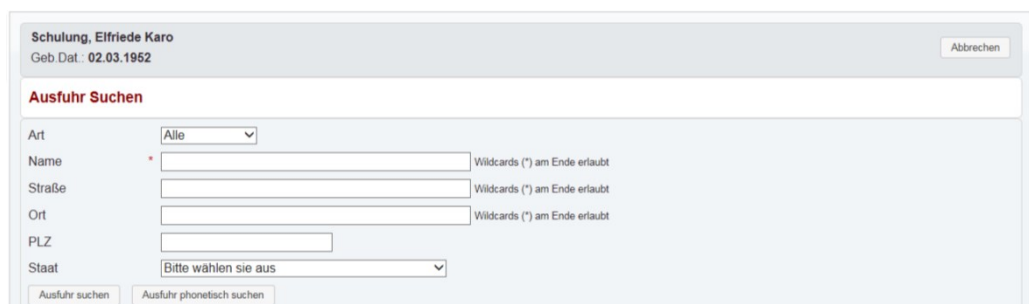 Schulung, Elfriede Karo
Geb.Dat.: 02.03.1952
Abbrechen
Ausfuhr Suchen
Art Alle
Name * Wildcards (*) am Ende erlaubt
Straße Wildcards (*) am Ende erlaubt
Ort Wildcards (*) am Ende erlaubt
PLZ
Staat Bitte wählen sie aus
Ausfuhr suchen Ausfuhr phonetisch suchen